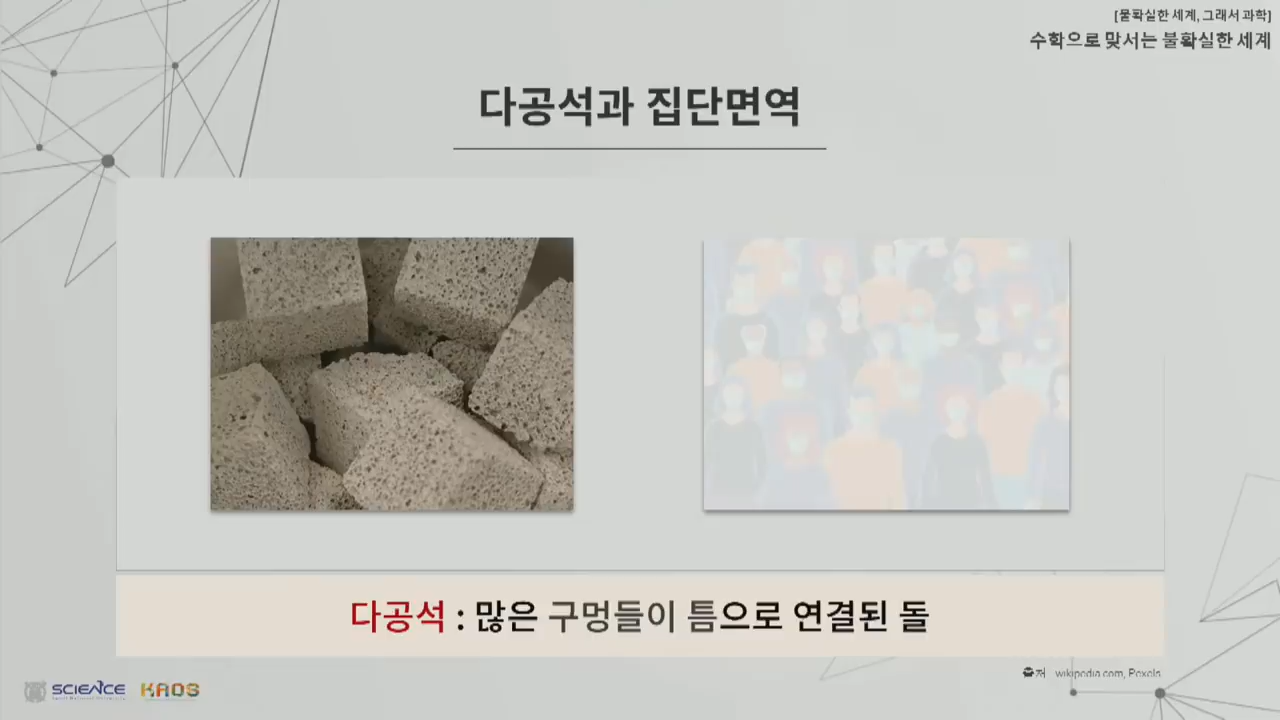 [불확실한 세계, 그래서 과학]
수학으로 맞서는 불확실한 세계
다공석과 집단면역
다공석 : 많은 구멍들이 틈으로 연결된 돌
SCIENCE
KAOS
wikipedia.com, Pexels